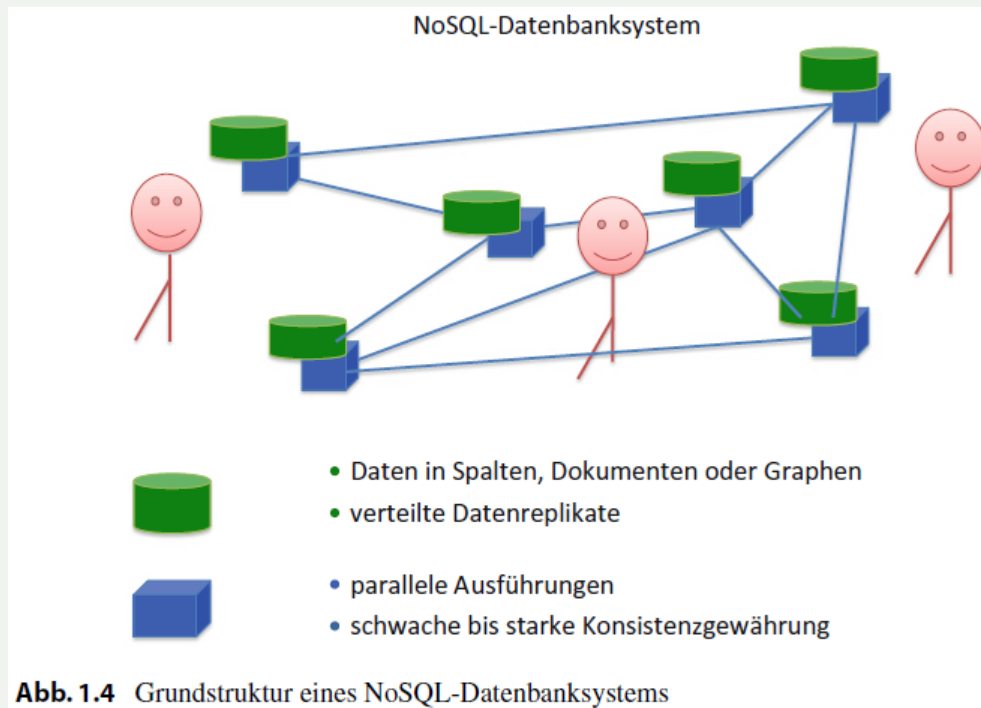 NoSQL-Datenbanksystem
• Daten in Spalten, Dokumenten oder Graphen
• verteilte Datenreplikate
• parallele Ausführungen
• schwache bis starke Konsistenzgewährung
Abb. 1.4 Grundstruktur eines NoSQL-Datenbanksystems